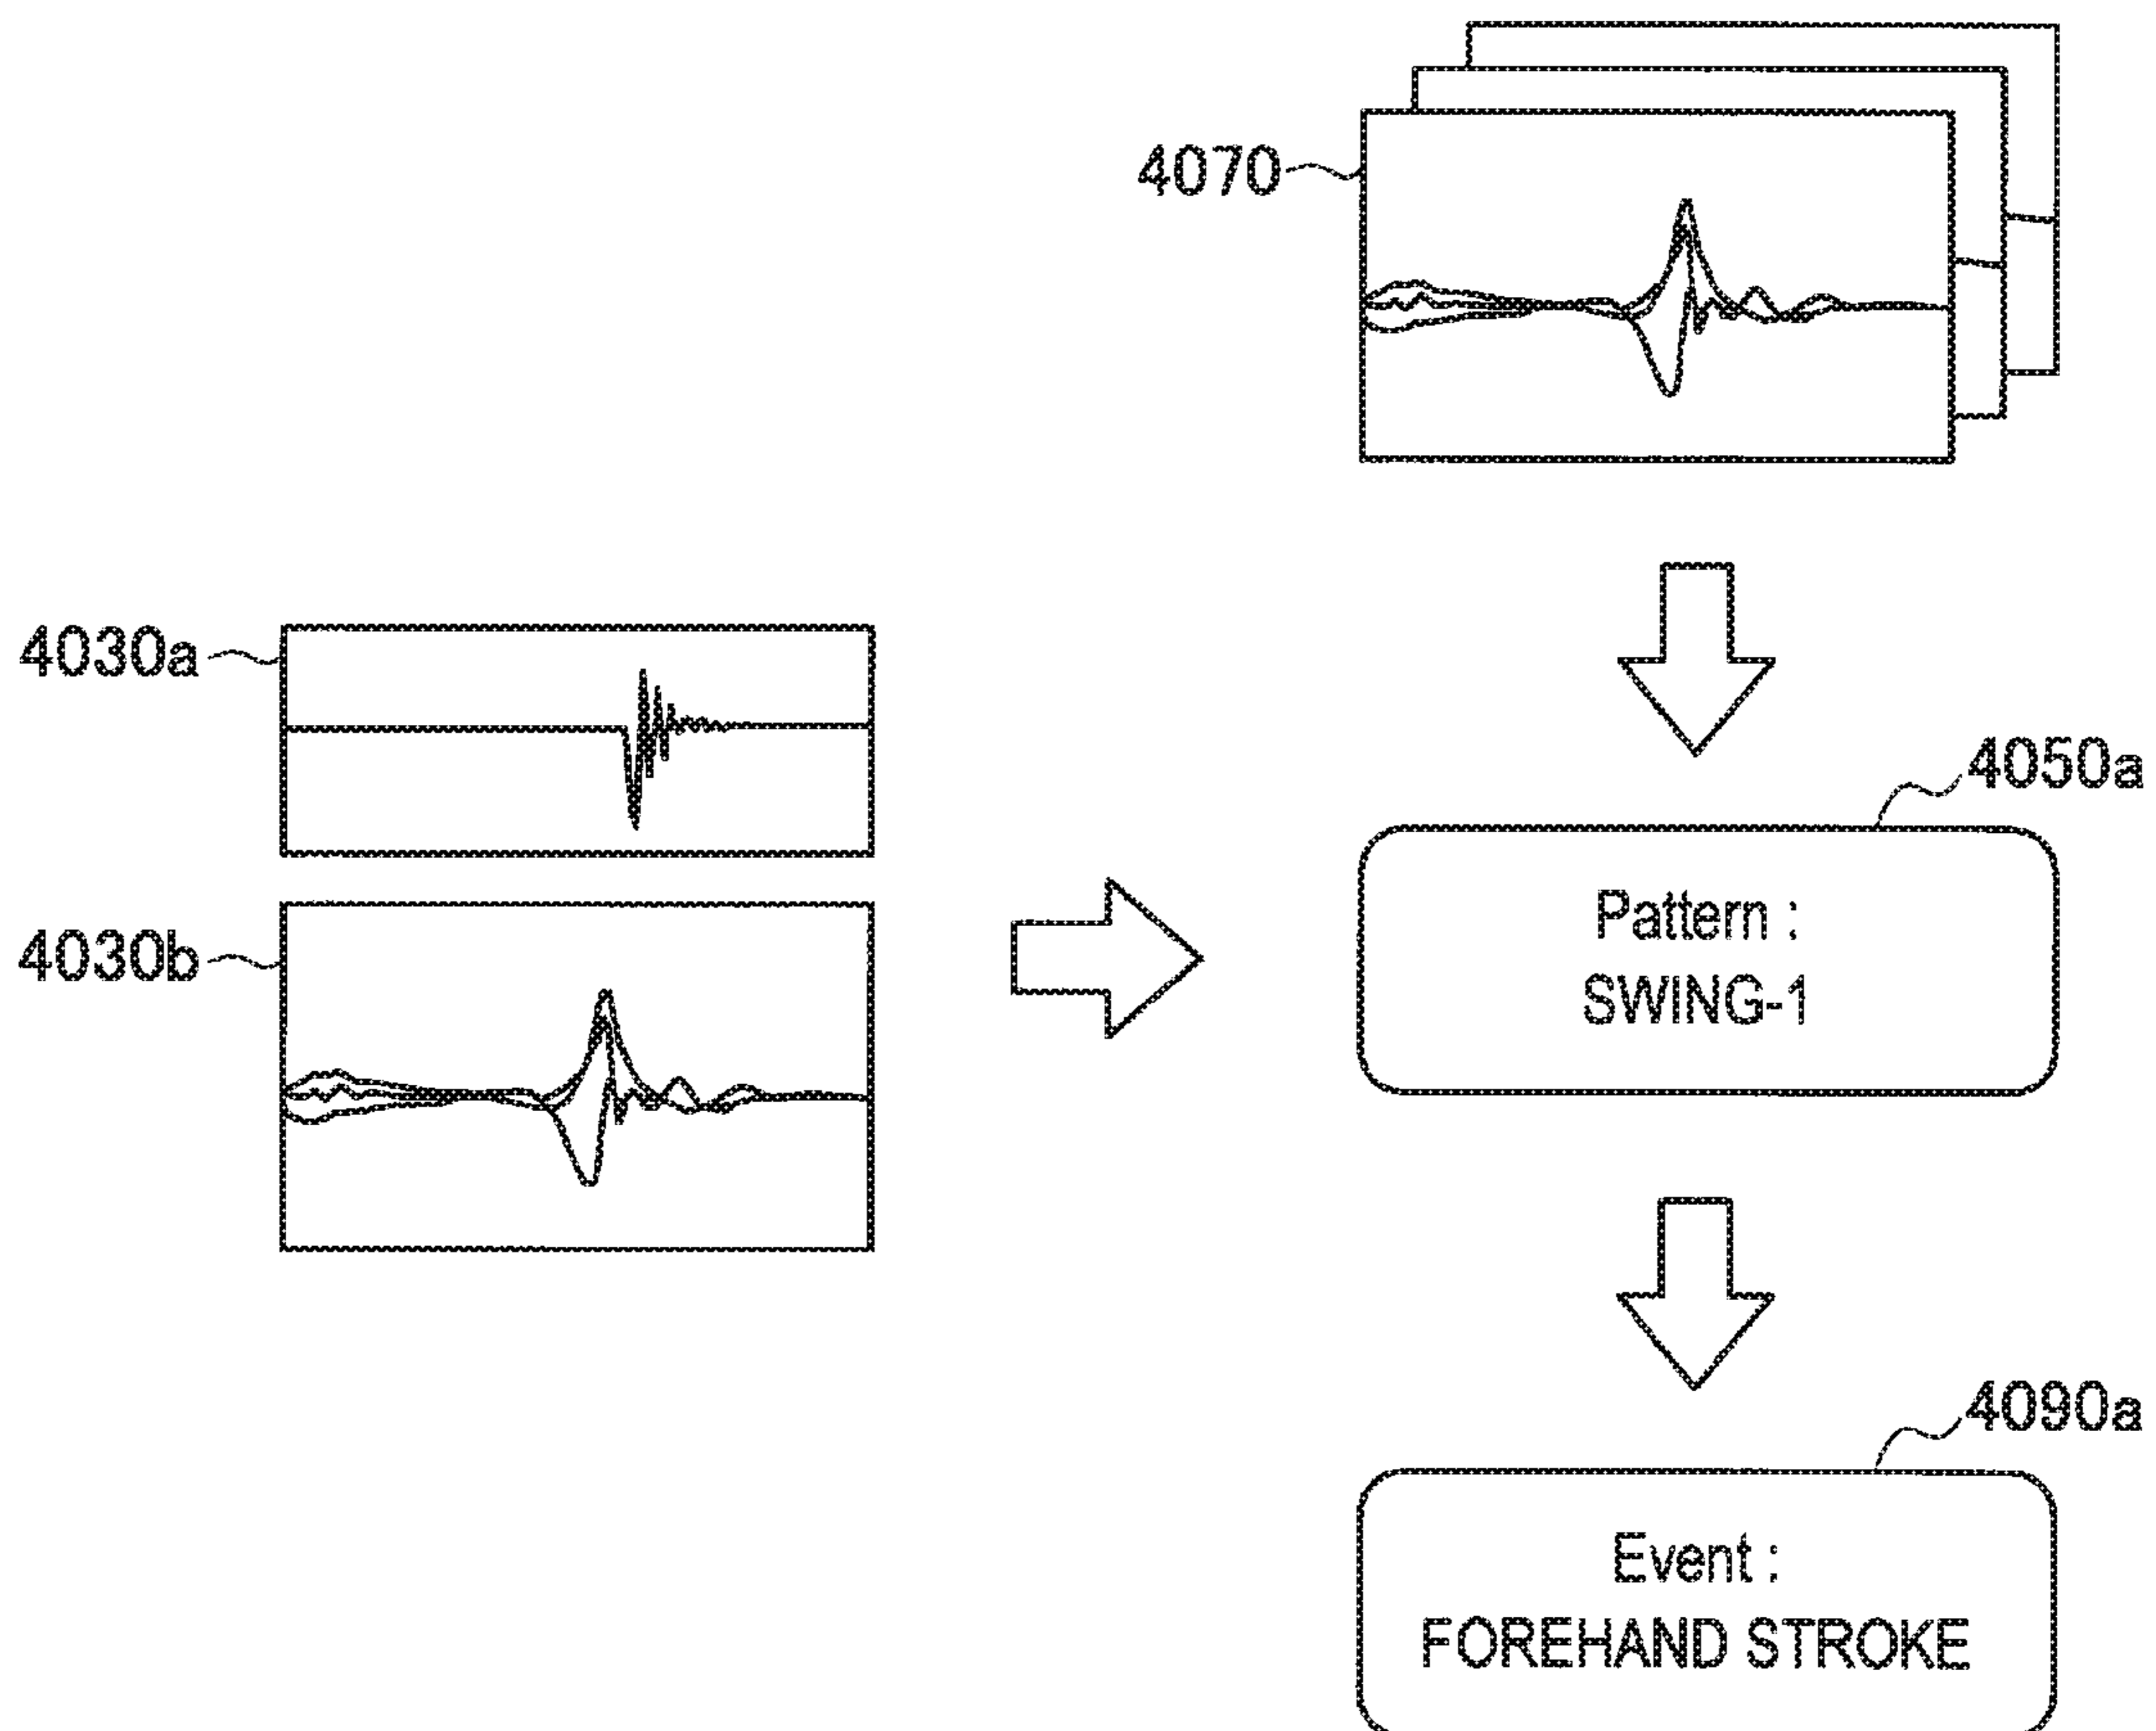 4070
4030a
4050a
4030b
Pattern :
SWING-1
4090a
Event :
FOREHAND STROKE